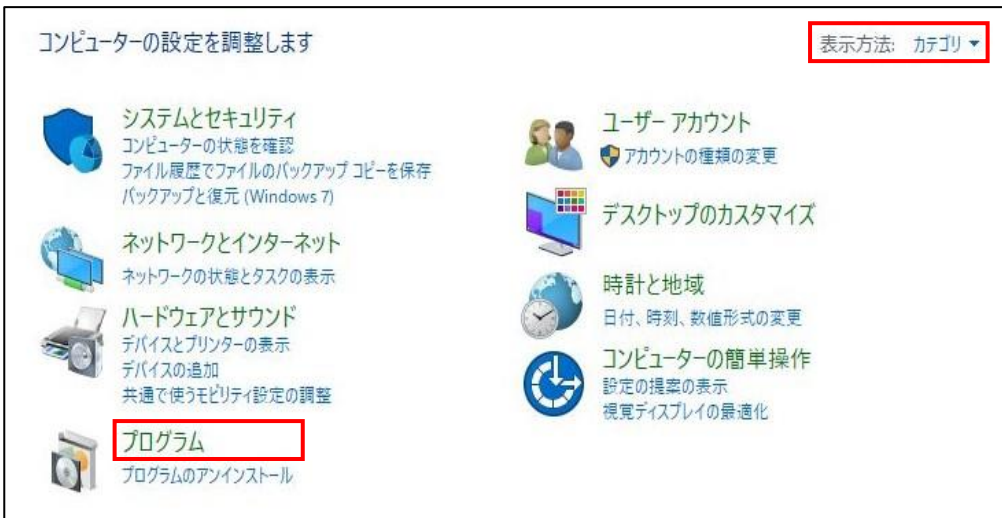 コンピューターの設定を調整します
表示方法: カテゴリ
システムとセキュリティ
コンピューターの状態を確認
ファイル履歴でファイルのバックアップ コピーを保存
バックアップと復元 (Windows 7)
ネットワークとインターネット
ネットワークの状態とタスクの表示
ハードウェアとサウンド
デバイスとプリンターの表示
デバイスの追加
共通で使うモビリティ設定の調整
プログラム
プログラムのアンインストール
ユーザー アカウント
アカウントの種類の変更
デスクトップのカスタマイズ
時計と地域
日付、時刻、数値形式の変更
コンピューターの簡単操作
設定の提案の表示
視覚ディスプレイの最適化